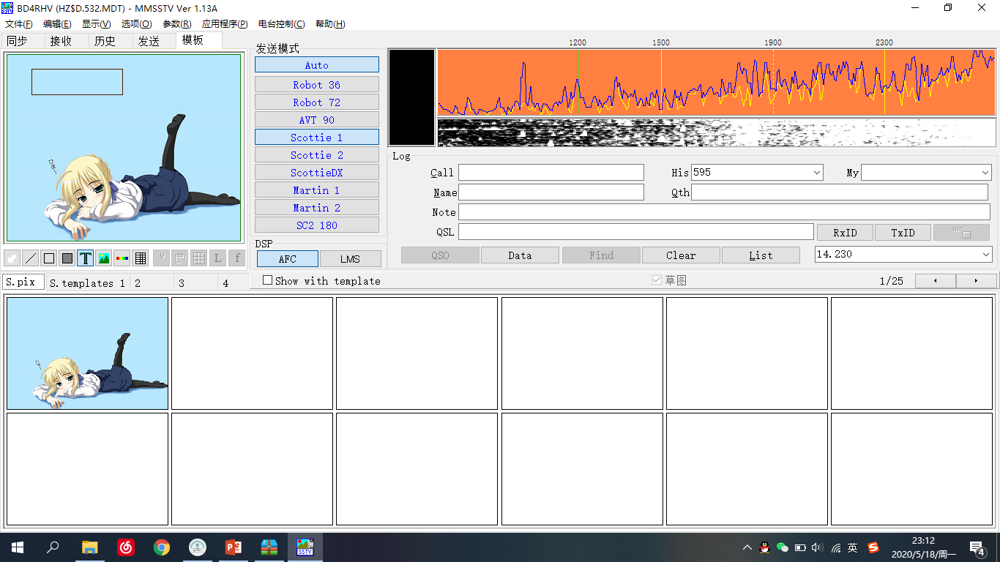 BD4RHV (HZ$D.532.MDT) - MMSSTV Ver 1.13A
文件(F) 编辑(E) 显示(V) 选项(O) 参数(R) 应用程序(P) 电台控制(C) 帮助(H)
同步 接收 历史 发送 模板
发送模式
Auto
Robot 36
Robot 72
AVT 90
Scottie 1
Scottie 2
ScottieDX
Martin 1
Martin 2
SC2 180
DSP
AFC LMS
1200 1500 1900 2300
Log
Call His 595 My
Name Qth
Note
QSL RxID TxID ABC
QSO Data Find Clear List 14.230
T L f
S.pix S.templates 1 2 3 4
Show with template 草图 1/25
SSTV
英
23:12
2020/5/18/周一
4